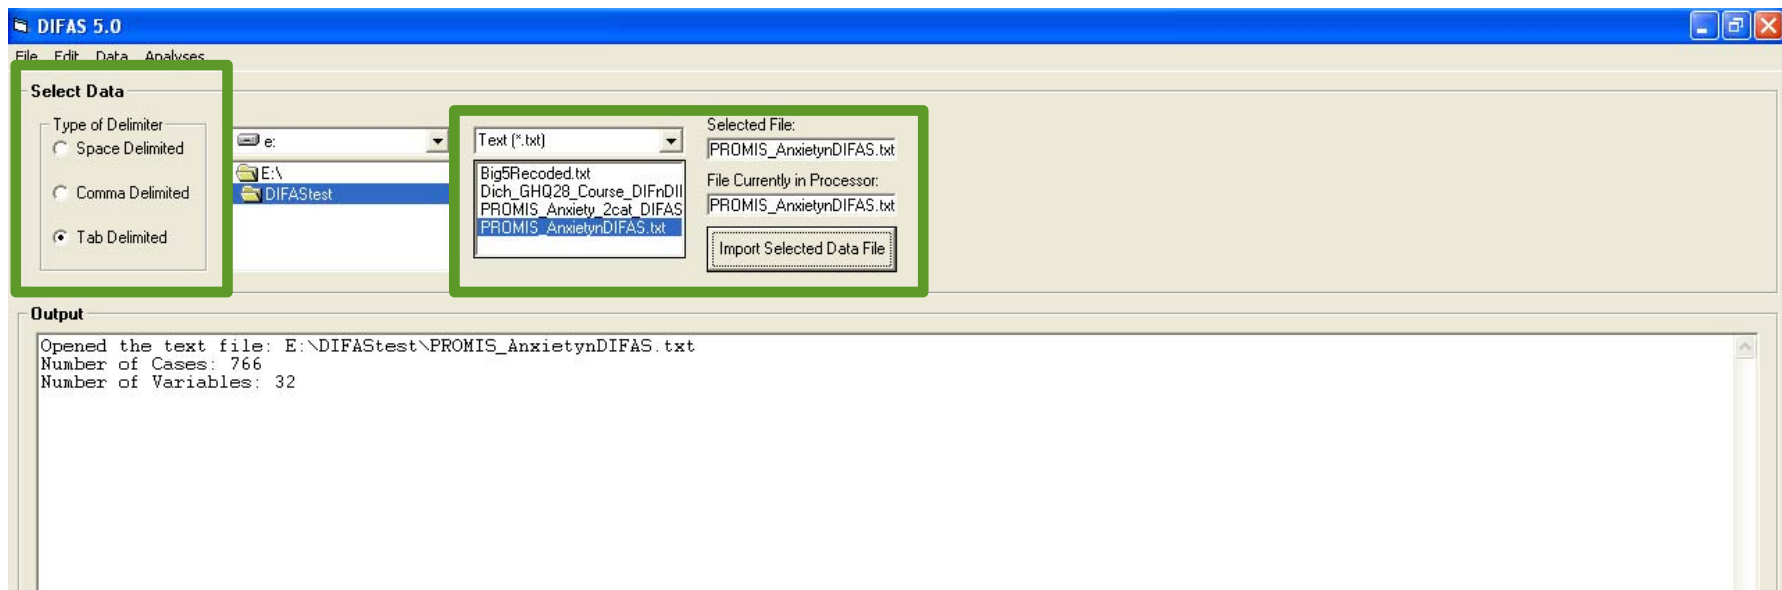 DIFAS 5.0
File Edit Data Analyses
Select Data
Type of Delimiter
Space Delimited
Comma Delimited
Tab Delimited
e:
E:\
DIFAStest
Text (*.txt)
Big5Recoded.txt
Dich_GHQ28_Course_DIFnDII
PROMIS_Anxiety_2cat_DIFAS
PROMIS_AnxietynDIFAS.txt
Selected File:
PROMIS_AnxietynDIFAS.txt
File Currently in Processor:
PROMIS_AnxietynDIFAS.txt
Import Selected Data File
Output
Opened the text file: E:\DIFAStest\PROMIS_AnxietynDIFAS.txt
Number of Cases: 766
Number of Variables: 32